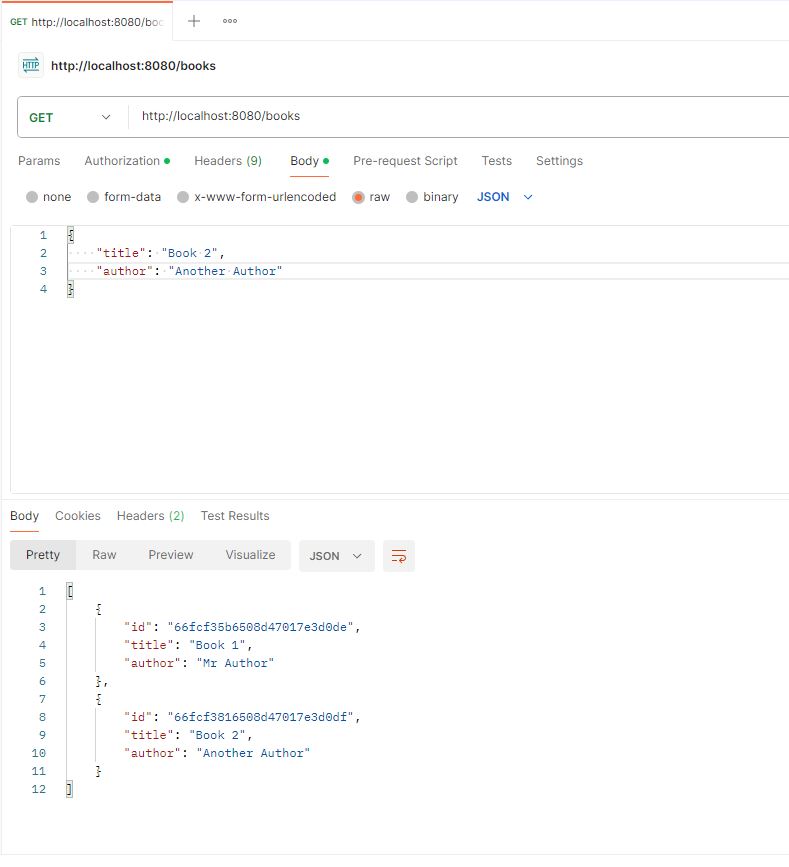 GET http://localhost:8080/boo
HTTP http://localhost:8080/books
GET http://localhost:8080/books
Params Authorization Headers (9) Body Pre-request Script Tests Settings
none form-data x-www-form-urlencoded raw binary JSON
1 {
2 "title": "Book 2",
3 "author": "Another Author"
4 }
Body Cookies Headers (2) Test Results
Pretty Raw Preview Visualize JSON
1 [
2 {
3 "id": "66fcf35b6508d47017e3d0de",
4 "title": "Book 1",
5 "author": "Mr Author"
6 },
7 {
8 "id": "66fcf3816508d47017e3d0df",
9 "title": "Book 2",
10 "author": "Another Author"
11 }
12 ]